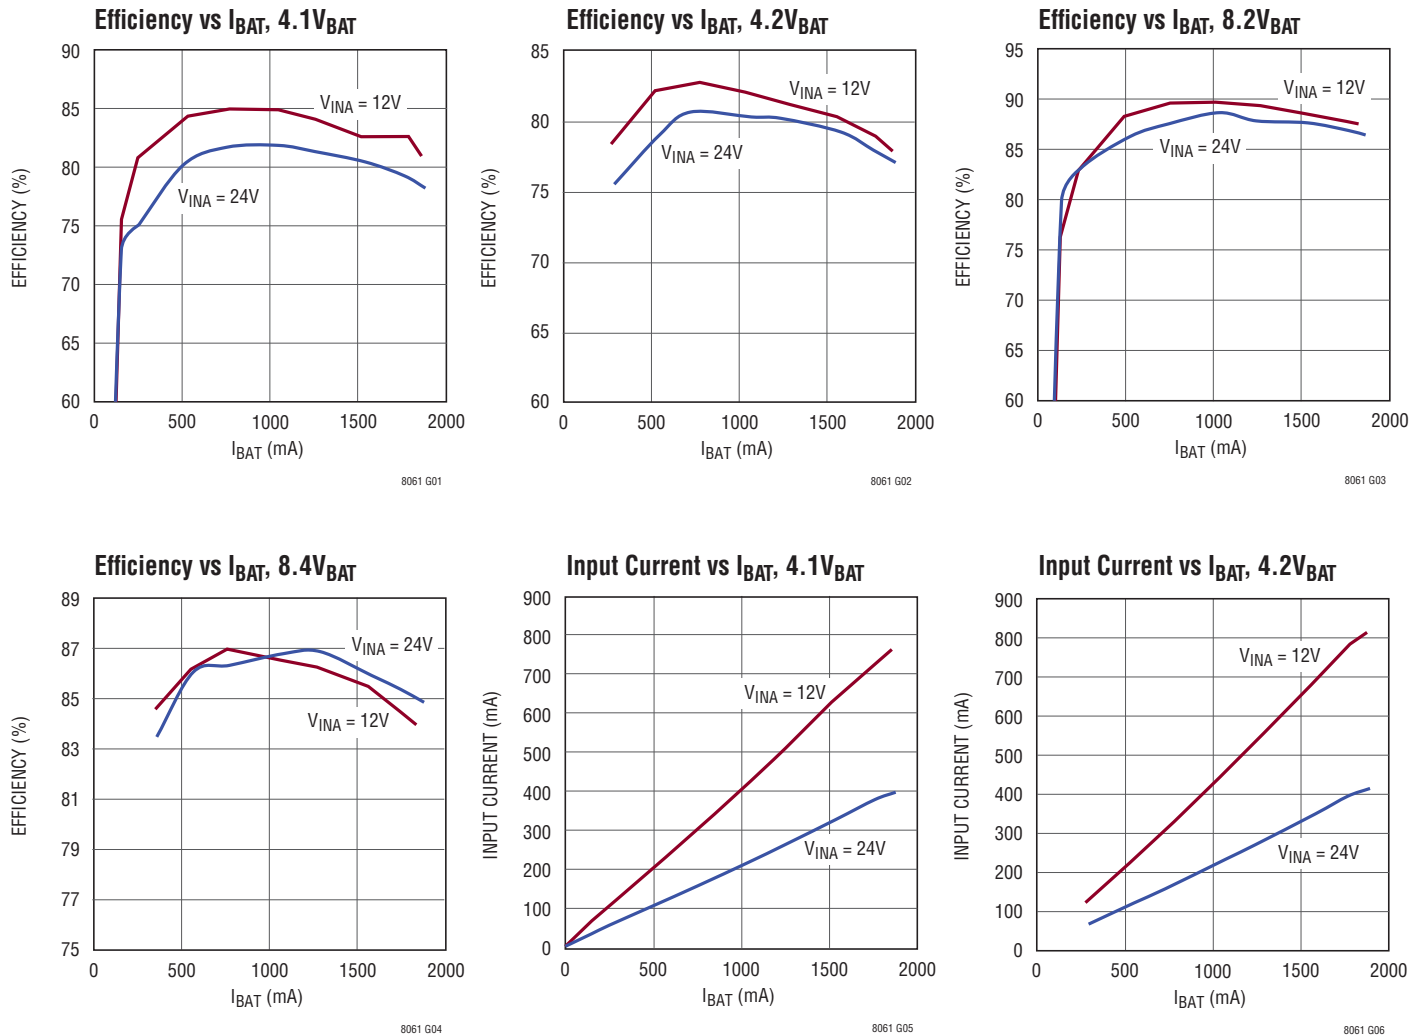 Efficiency vs IBAT, 4.1VBAT
90
85
80
75
70
65
60
EFFICIENCY (%)
VINA = 12V
VINA = 24V
0 500 1000 1500 2000
IBAT (mA)
8061 G01
Efficiency vs IBAT, 4.2VBAT
85
80
75
70
65
60
EFFICIENCY (%)
VINA = 12V
VINA = 24V
0 500 1000 1500 2000
IBAT (mA)
8061 G02
Efficiency vs IBAT, 8.2VBAT
95
90
85
80
75
70
65
60
EFFICIENCY (%)
VINA = 12V
VINA = 24V
0 500 1000 1500 2000
IBAT (mA)
8061 G03
Efficiency vs IBAT, 8.4VBAT
89
87
85
83
81
79
77
75
EFFICIENCY (%)
VINA = 24V
VINA = 12V
0 500 1000 1500 2000
IBAT (mA)
8061 G04
Input Current vs IBAT, 4.1VBAT
900
800
700
600
500
400
300
200
100
0
INPUT CURRENT (mA)
VINA = 12V
VINA = 24V
0 500 1000 1500 2000
IBAT (mA)
8061 G05
Input Current vs IBAT, 4.2VBAT
900
800
700
600
500
400
300
200
100
0
INPUT CURRENT (mA)
VINA = 12V
VINA = 24V
0 500 1000 1500 2000
IBAT (mA)
8061 G06